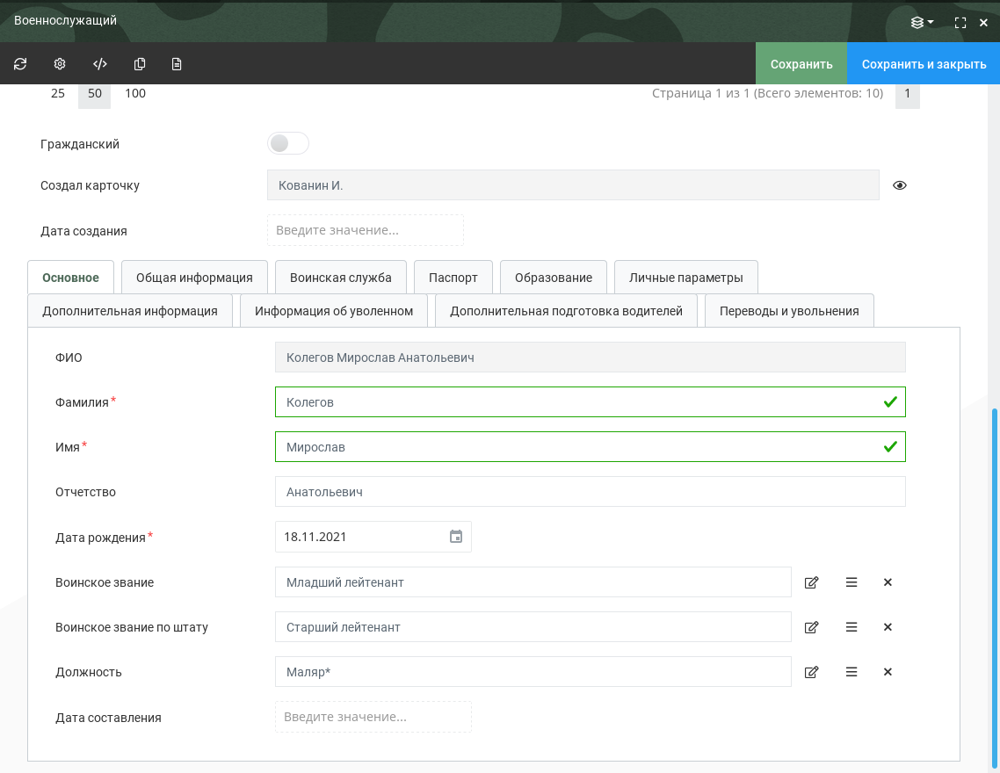 Военнослужащий
Сохранить Сохранить и закрыть
25 50 100 Страница 1 из 1 (Всего элементов: 10) 1
Гражданский
Создал карточку Кованин И.
Дата создания Введите значение...
Основное Общая информация Воинская служба Паспорт Образование Личные параметры
Дополнительная информация Информация об уволенном Дополнительная подготовка водителей Переводы и увольнения
ФИО Колегов Мирослав Анатольевич
Фамилия* Колегов
Имя* Мирослав
Отчетство Анатольевич
Дата рождения* 18.11.2021
Воинское звание Младший лейтенант
Воинское звание по штату Старший лейтенант
Должность Маляр*
Дата составления Введите значение...